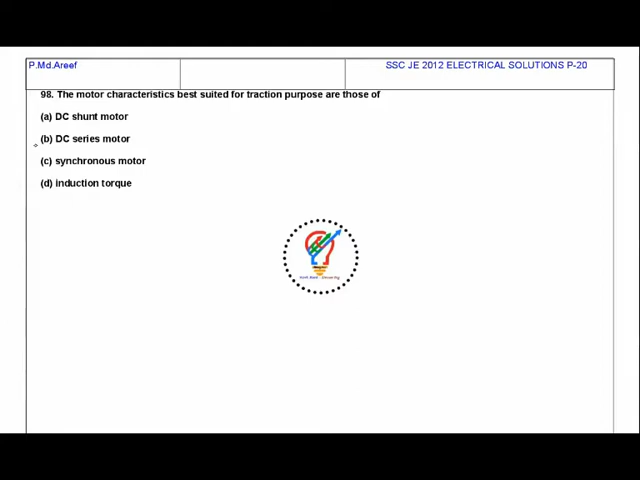 P.Md.Areef
SSC JE 2012 ELECTRICAL SOLUTIONS P-20
98. The motor characteristics best suited for traction purpose are those of
(a) DC shunt motor
(b) DC series motor
(c) synchronous motor
(d) induction torque